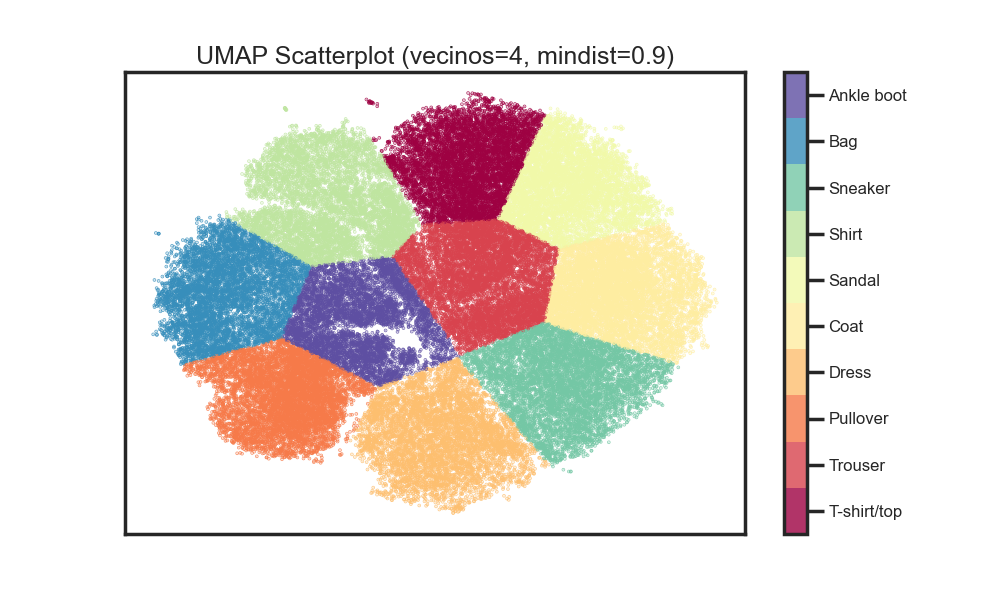 UMAP Scatterplot (vecinos=4, mindist=0.9)
Ankle boot
Bag
Sneaker
Shirt
Sandal
Coat
Dress
Pullover
Trouser
T-shirt/top